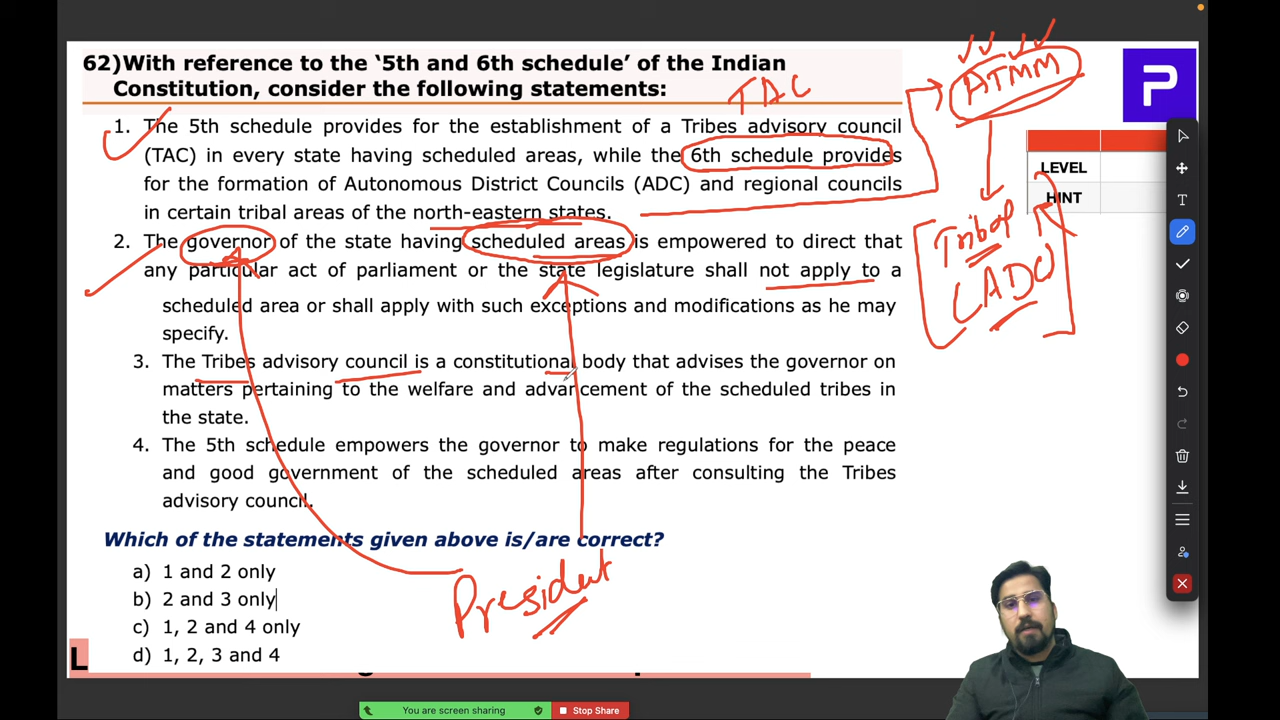 62)With reference to the ‘5th and 6th schedule’ of the Indian
Constitution, consider the following statements:
TAC
ATMM
P
1. The 5th schedule provides for the establishment of a Tribes advisory council
(TAC) in every state having scheduled areas, while the 6th schedule provides
for the formation of Autonomous District Councils (ADC) and regional councils
in certain tribal areas of the north-eastern states.
LEVEL
HINT
Tribal
ADC
2. The governor of the state having scheduled areas is empowered to direct that
any particular act of parliament or the state legislature shall not apply to a
scheduled area or shall apply with such exceptions and modifications as he may
specify.
3. The Tribes advisory council is a constitutional body that advises the governor on
matters pertaining to the welfare and advancement of the scheduled tribes in
the state.
4. The 5th schedule empowers the governor to make regulations for the peace
and good government of the scheduled areas after consulting the Tribes
advisory council.
Which of the statements given above is/are correct?
a) 1 and 2 only
b) 2 and 3 only
c) 1, 2 and 4 only
d) 1, 2, 3 and 4
President
L
You are screen sharing
Stop Share